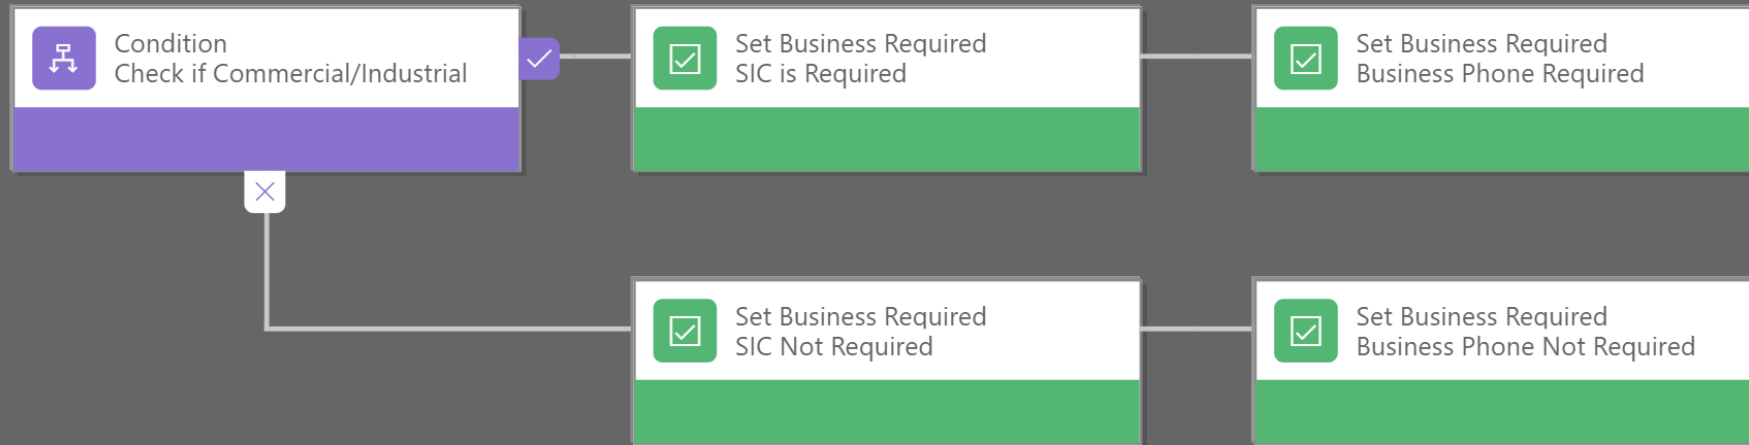 Condition
Check if Commercial/Industrial
Set Business Required
SIC is Required
Set Business Required
Business Phone Required
Set Business Required
SIC Not Required
Set Business Required
Business Phone Not Required